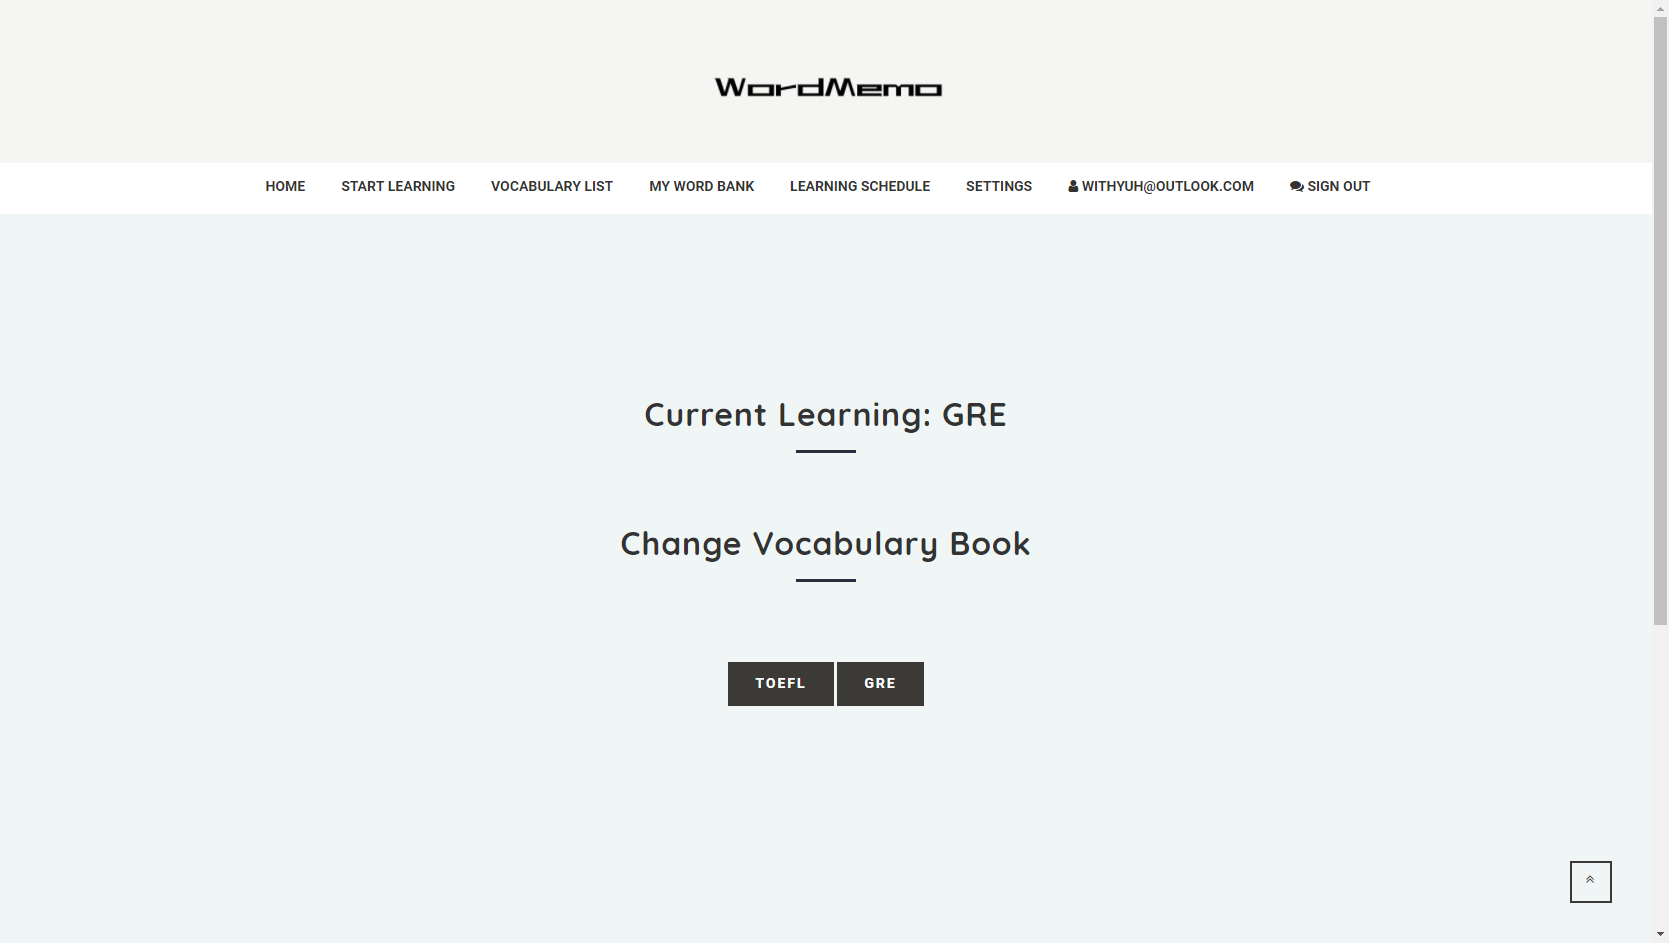 WordMemo
HOME START LEARNING VOCABULARY LIST MY WORD BANK LEARNING SCHEDULE SETTINGS WITHYUH@OUTLOOK.COM SIGN OUT
Current Learning: GRE
Change Vocabulary Book
TOEFL GRE